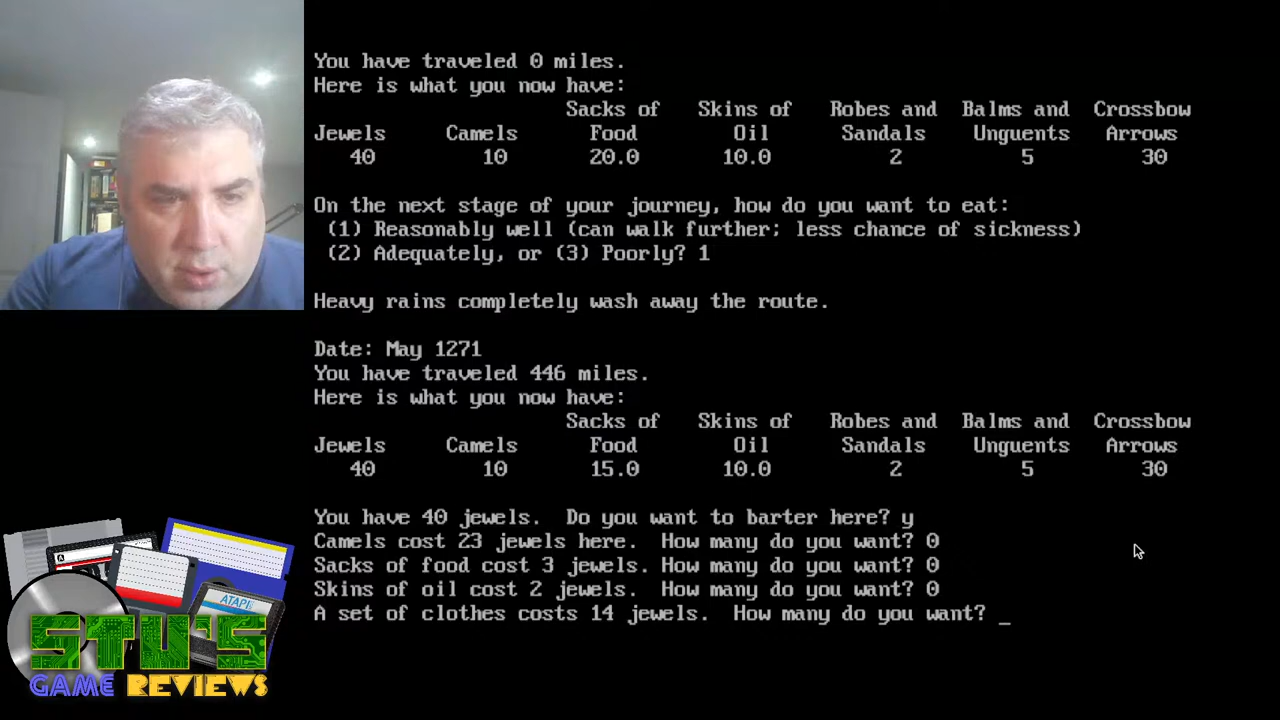 You have traveled 0 miles.
Here is what you now have:
Sacks of Skins of Robes and Balms and Crossbow
Jewels Camels Food Oil Sandals Unguents Arrows
40 10 20.0 10.0 2 5 30
On the next stage of your journey, how do you want to eat:
(1) Reasonably well (can walk further; less chance of sickness)
(2) Adequately, or (3) Poorly? 1
Heavy rains completely wash away the route.
Date: May 1271
You have traveled 446 miles.
Here is what you now have:
Sacks of Skins of Robes and Balms and Crossbow
Jewels Camels Food Oil Sandals Unguents Arrows
40 10 15.0 10.0 2 5 30
You have 40 jewels. Do you want to barter here? y
Camels cost 23 jewels here. How many do you want? 0
Sacks of food cost 3 jewels. How many do you want? 0
Skins of oil cost 2 jewels. How many do you want? 0
A set of clothes costs 14 jewels. How many do you want? _
ATARI
STU'S
GAME REVIEWS